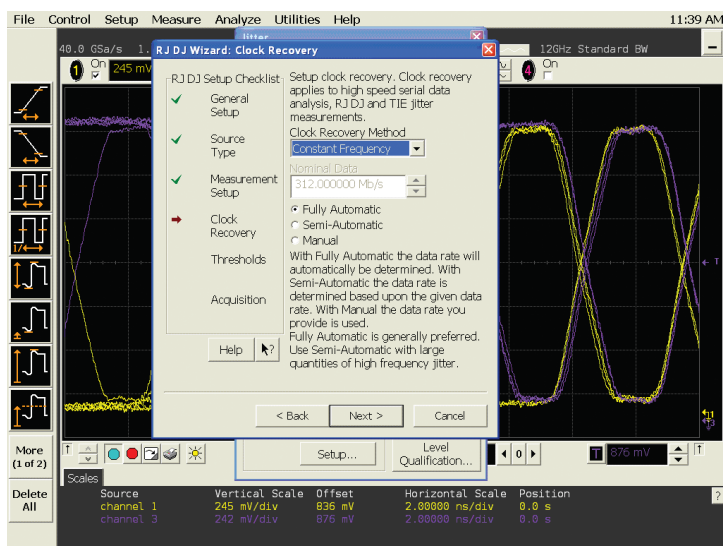 File Control Setup Measure Analyze Utilities Help 11:39 AM
Jitter
40.0 GSa/s 1. 12GHz Standard BW
RJ DJ Wizard: Clock Recovery
1 On 245 mV
4 On
RJ DJ Setup Checklist
General
Setup
Source
Type
Measurement
Setup
Clock
Recovery
Thresholds
Acquisition
Help
Setup clock recovery. Clock recovery
applies to high speed serial data
analysis, RJ DJ and TIE jitter
measurements.
Clock Recovery Method
Constant Frequency
Nominal Data
312.000000 Mb/s
Fully Automatic
Semi-Automatic
Manual
With Fully Automatic the data rate will
automatically be determined. With
Semi-Automatic the data rate is
determined based upon the given data
rate. With Manual the data rate you
provide is used.
Fully Automatic is generally preferred.
Use Semi-Automatic with large
quantities of high frequency jitter.
< Back Next > Cancel
T
More
(1 of 2)
Delete
All
Setup...
Level
Qualification...
0
T 876 mV
Scales
Source Vertical Scale Offset Horizontal Scale Position
channel 1 245 mV/div 836 mV 2.00000 ns/div 0.0 s
channel 3 242 mV/div 876 mV 2.00000 ns/div 0.0 s
?